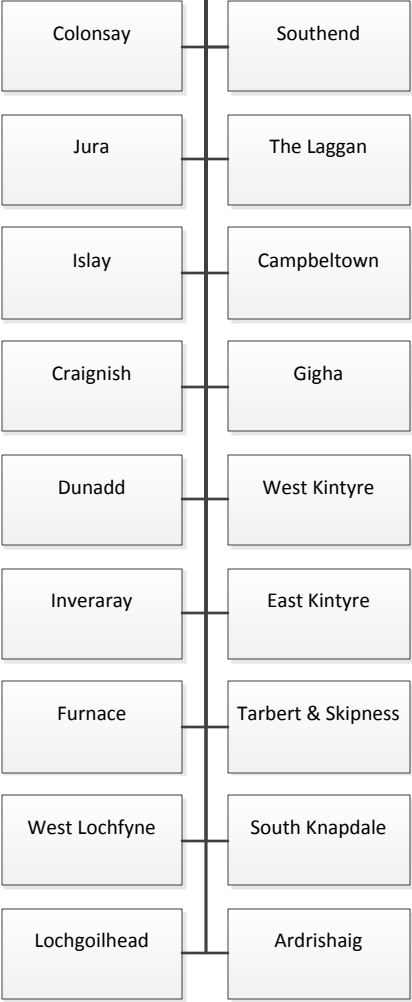 Colonsay
Southend
Jura
The Laggan
Islay
Campbeltown
Craignish
Gigha
Dunadd
West Kintyre
Inveraray
East Kintyre
Furnace
Tarbert & Skipness
West Lochfyne
South Knapdale
Lochgoilhead
Ardrishaig